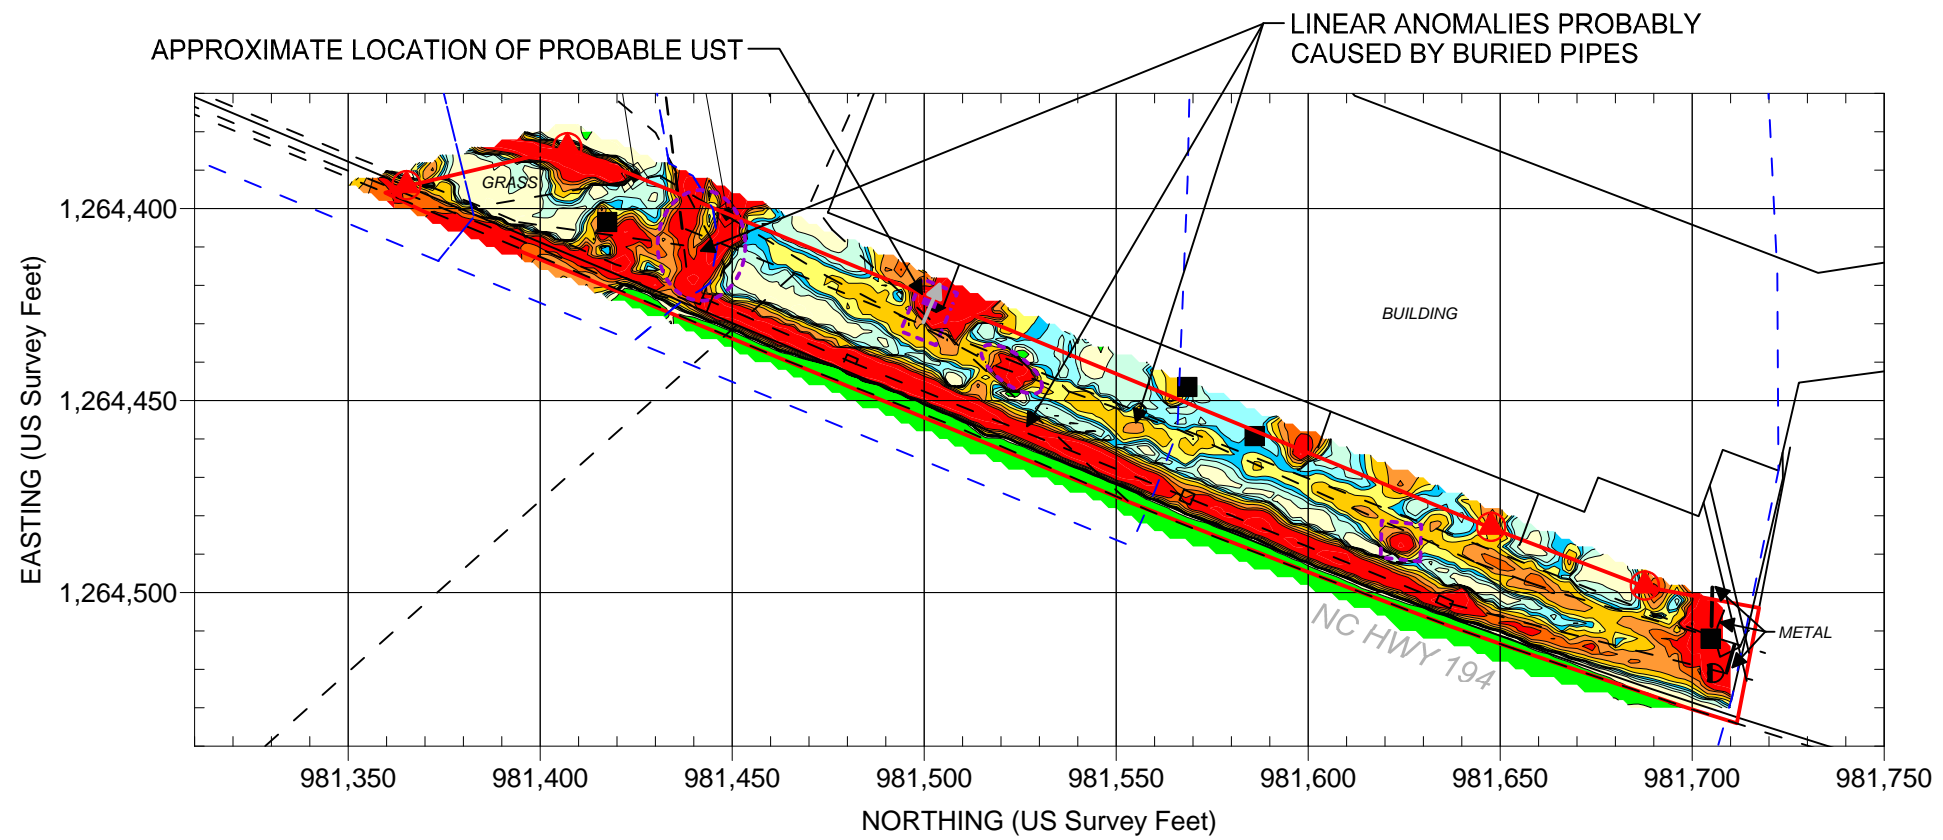 LINEAR ANOMALIES PROBABLY
CAUSED BY BURIED PIPES
APPROXIMATE LOCATION OF PROBABLE UST
GRASS
BUILDING
METAL
NC HWY 194
EASTING (US Survey Feet)
1,264,400
1,264,450
1,264,500
981,350
981,400
981,450
981,500
981,550
981,600
981,650
981,700
981,750
NORTHING (US Survey Feet)